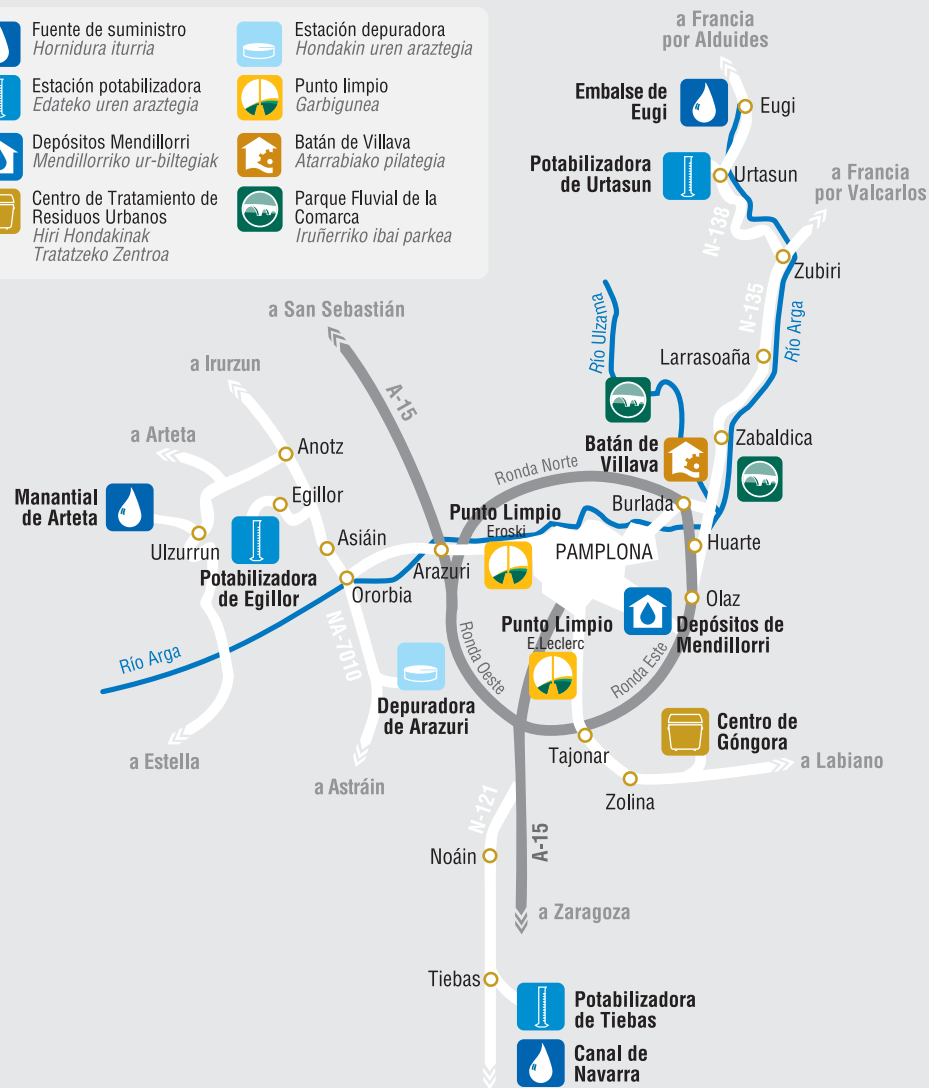 Fuente de suministro
Hornidura iturria
Estación potabilizadora
Edateko uren araztegia
Depósitos Mendillorri
Mendillorriko ur-biltegiak
Centro de Tratamiento de
Residuos Urbanos
Hiri Hondakinak
Tratatzeko Zentroa
Estación depuradora
Hondakin uren araztegia
Punto limpio
Garbigunea
Batán de Villava
Atarrabiako pilategia
Parque Fluvial de la
Comarca
Iruñerriko ibai parkea
a Francia
por Alduides
Embalse de
Eugi
Eugi
Potabilizadora
de Urtasun
Urtasun
a Francia
por Valcarlos
N-138
Zubiri
N-135
Río Arga
Río Ulzama
Larrasoaña
a San Sebastián
a Irurzun
A-15
a Arteta
Anotz
Zabaldica
Batán de
Villava
Ronda Norte
Manantial
de Arteta
Egillor
Burlada
Punto Limpio
Eroski
Ulzurrun
Asiáin
PAMPLONA
Huarte
Arazuri
Potabilizadora
de Egillor
Ororbia
Olaz
NA-7010
Punto Limpio
E.Leclerc
Depósitos de
Mendillorri
Río Arga
Ronda Oeste
Ronda Este
Depuradora
de Arazuri
Centro de
Góngora
a Estella
Tajonar
a Labiano
a Astráin
Zolina
N-121
A-15
Noáin
a Zaragoza
Tiebas
Potabilizadora
de Tiebas
Canal de
Navarra